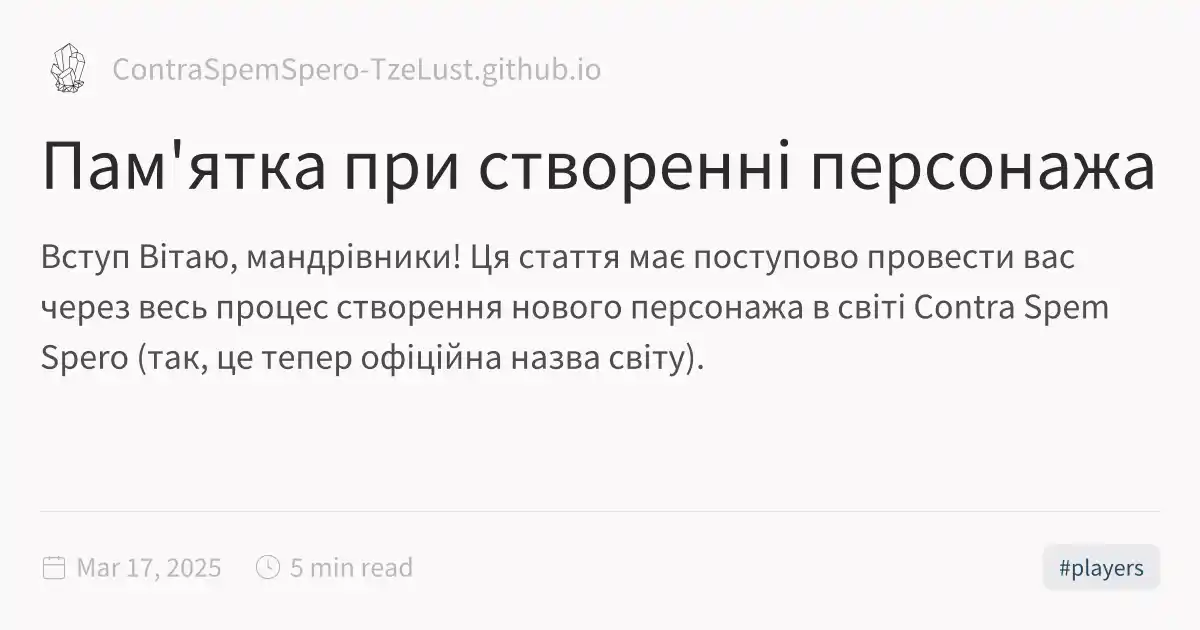 ContraSpemSpero-TzeLust.github.io
Пам'ятка при створенні персонажа
Вступ Вітаю, мандрівники! Ця стаття має поступово провести вас
через весь процес створення нового персонажа в світі Contra Spem
Spero (так, це тепер офіційна назва світу).
Mar 17, 2025
5 min read
#players